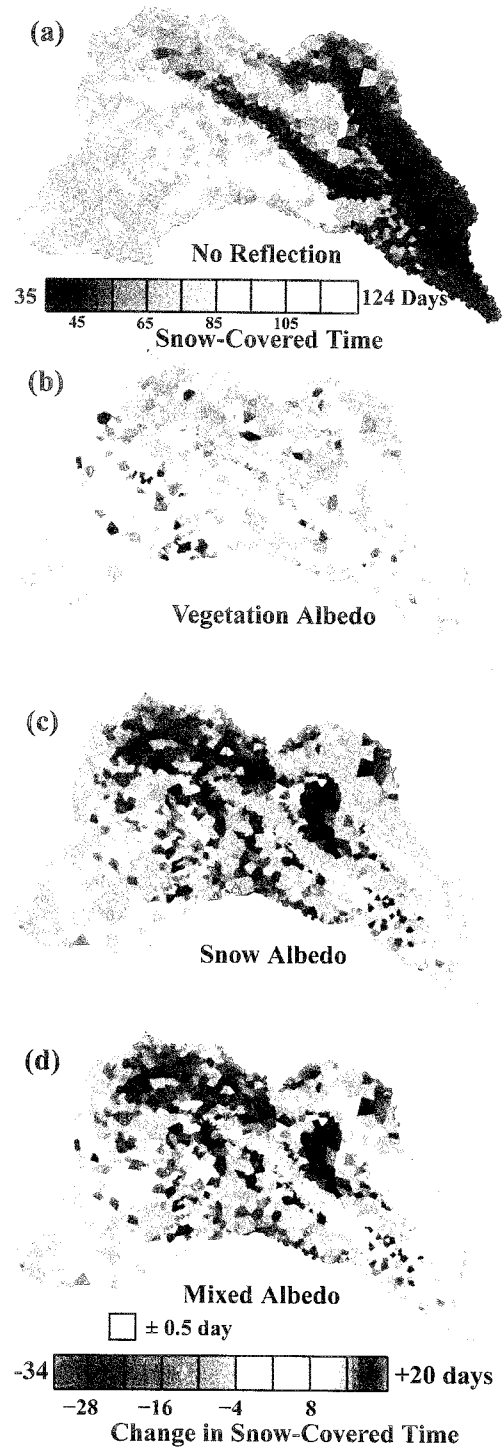 (a)
No Reflection
35 124 Days
45 65 85 105
Snow-Covered Time
(b)
Vegetation Albedo
(c)
Snow Albedo
(d)
Mixed Albedo
± 0.5 day
-34 +20 days
-28 -16 -4 8
Change in Snow-Covered Time